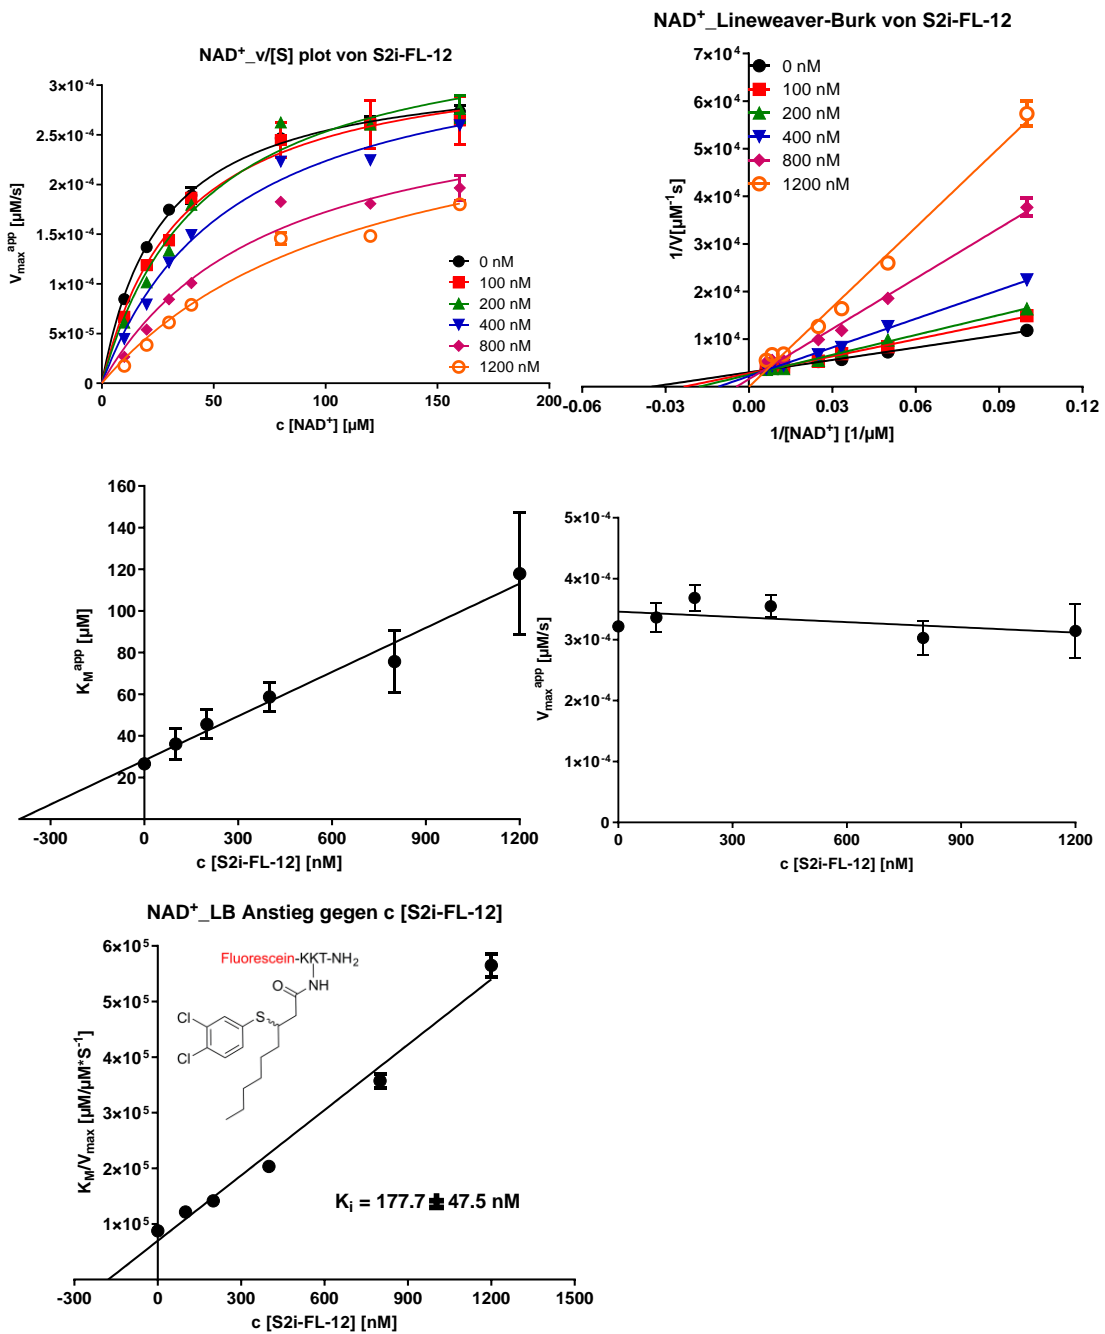 NAD⁺_v/[S] plot von S2i-FL-12
3×10⁻⁴
2.5×10⁻⁴
2×10⁻⁴
1.5×10⁻⁴
1×10⁻⁴
5×10⁻⁵
0
Vmaxᵃᵖᵖ [µM/s]
0 nM
100 nM
200 nM
400 nM
800 nM
1200 nM
0 50 100 150 200
c [NAD⁺] [µM]
NAD⁺_Lineweaver-Burk von S2i-FL-12
7×10⁴
6×10⁴
5×10⁴
4×10⁴
3×10⁴
2×10⁴
1×10⁴
1/V[µM⁻¹s]
0 nM
100 nM
200 nM
400 nM
800 nM
1200 nM
-0.06 -0.03 0.00 0.03 0.06 0.09 0.12
1/[NAD⁺] [1/µM]
160
140
120
100
80
60
40
20
K_Mᵃᵖᵖ [µM]
-300 0 300 600 900 1200
c [S2i-FL-12] [nM]
5×10⁻⁴
4×10⁻⁴
3×10⁻⁴
2×10⁻⁴
1×10⁻⁴
0
Vmaxᵃᵖᵖ [µM/s]
0 300 600 900 1200
c [S2i-FL-12] [nM]
NAD⁺_LB Anstieg gegen c [S2i-FL-12]
6×10⁵
5×10⁵
4×10⁵
3×10⁵
2×10⁵
1×10⁵
K_M/Vmax [µM/µM*S⁻¹]
Fluorescein-KKT-NH₂
NH
O
S
Cl
Cl
Kᵢ = 177.7 ± 47.5 nM
-300 0 300 600 900 1200 1500
c [S2i-FL-12] [nM]